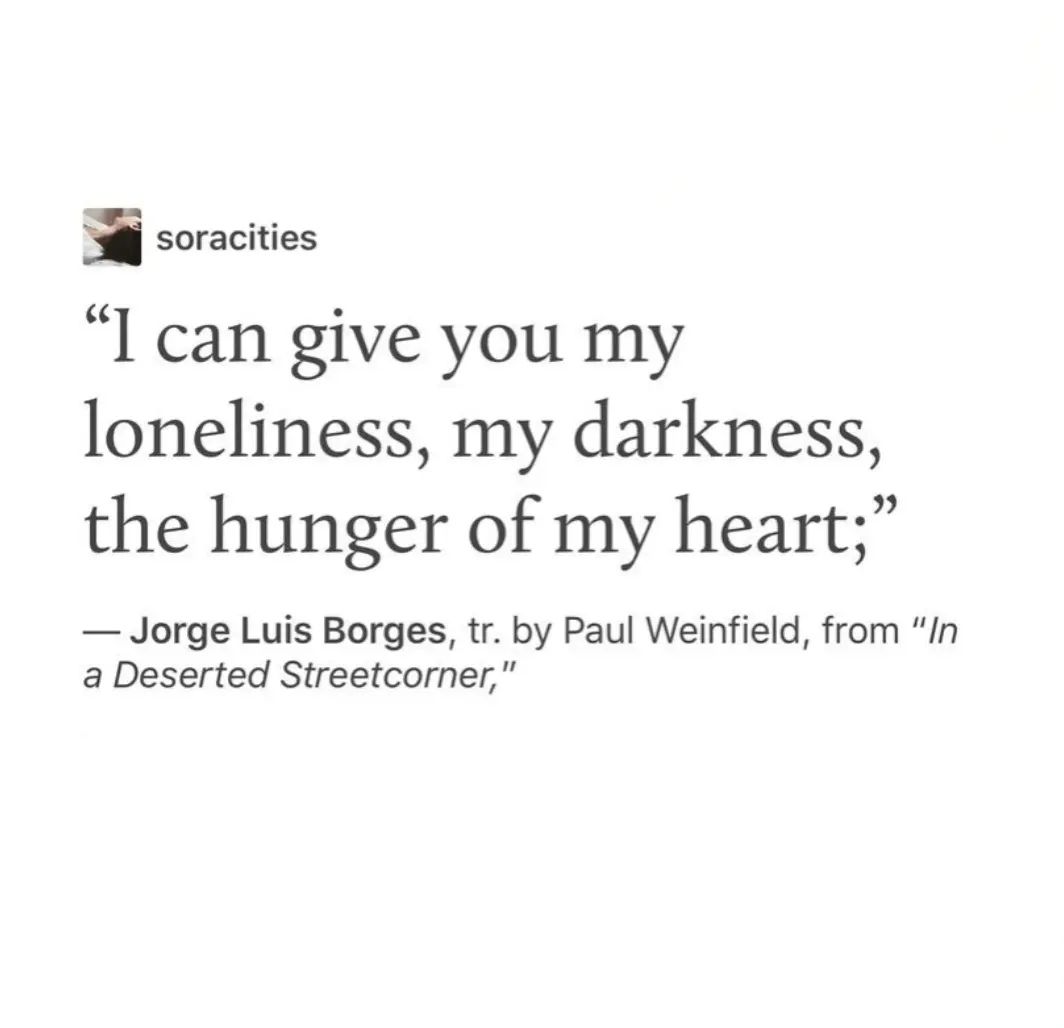 soracities
“I can give you my
loneliness, my darkness,
the hunger of my heart;”
— Jorge Luis Borges, tr. by Paul Weinfield, from "In
a Deserted Streetcorner,"